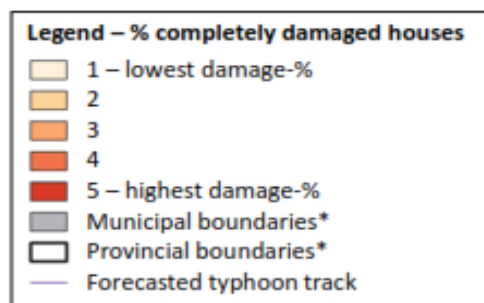 Legend – % completely damaged houses
1 – lowest damage-%
2
3
4
5 – highest damage-%
Municipal boundaries*
Provincial boundaries*
Forecasted typhoon track